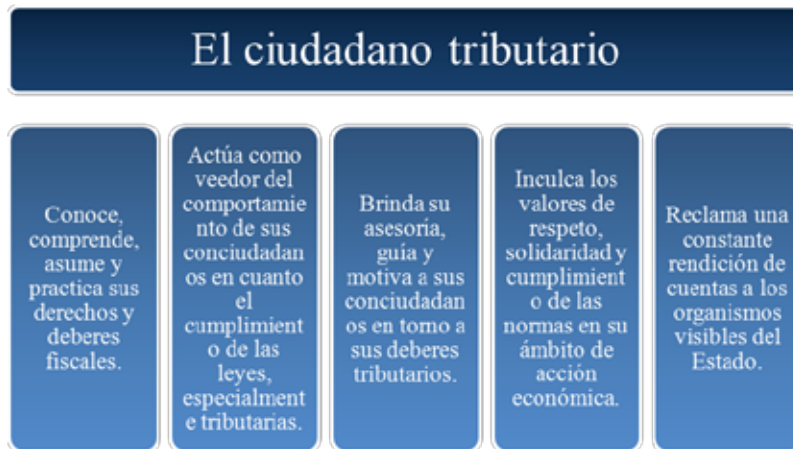 El ciudadano tributario
Conoce,
comprende,
asume y
practica sus
derechos y
deberes
fiscales.
Actúa como
veedor del
comportamie
nto de sus
conciudadan
os en cuanto
el
cumplimient
o de las
leyes,
especialment
e tributarias.
Brinda su
asesoría,
guía y
motiva a sus
conciudadan
os en torno a
sus deberes
tributarios.
Inculca los
valores de
respeto,
solidaridad y
cumplimient
o de las
normas en su
ámbito de
acción
económica.
Reclama una
constante
rendición de
cuentas a los
organismos
visibles del
Estado.